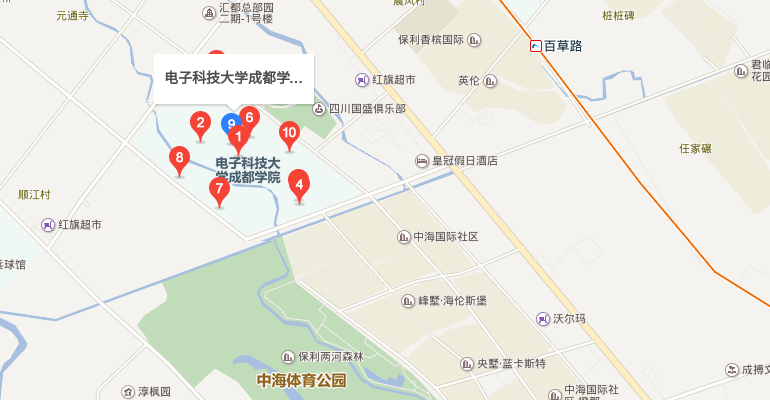 晨风村
汇都总部园
二期-1号楼
元通寺
桩桩碑
保利香槟国际
百草路
君临
花园
电子科技大学成都学...
红旗超市
英伦
四川国盛俱乐部
2
9
6
1
10
任家碾
8
皇冠假日酒店
电子科技大
学成都学院
7
4
顺江村
红旗超市
中海国际社区
兵球馆
峰墅·海伦斯堡
沃尔玛
保利两河森林
央墅·蓝卡斯特
中海体育公园
成搏文
淳枫园
中海国际社